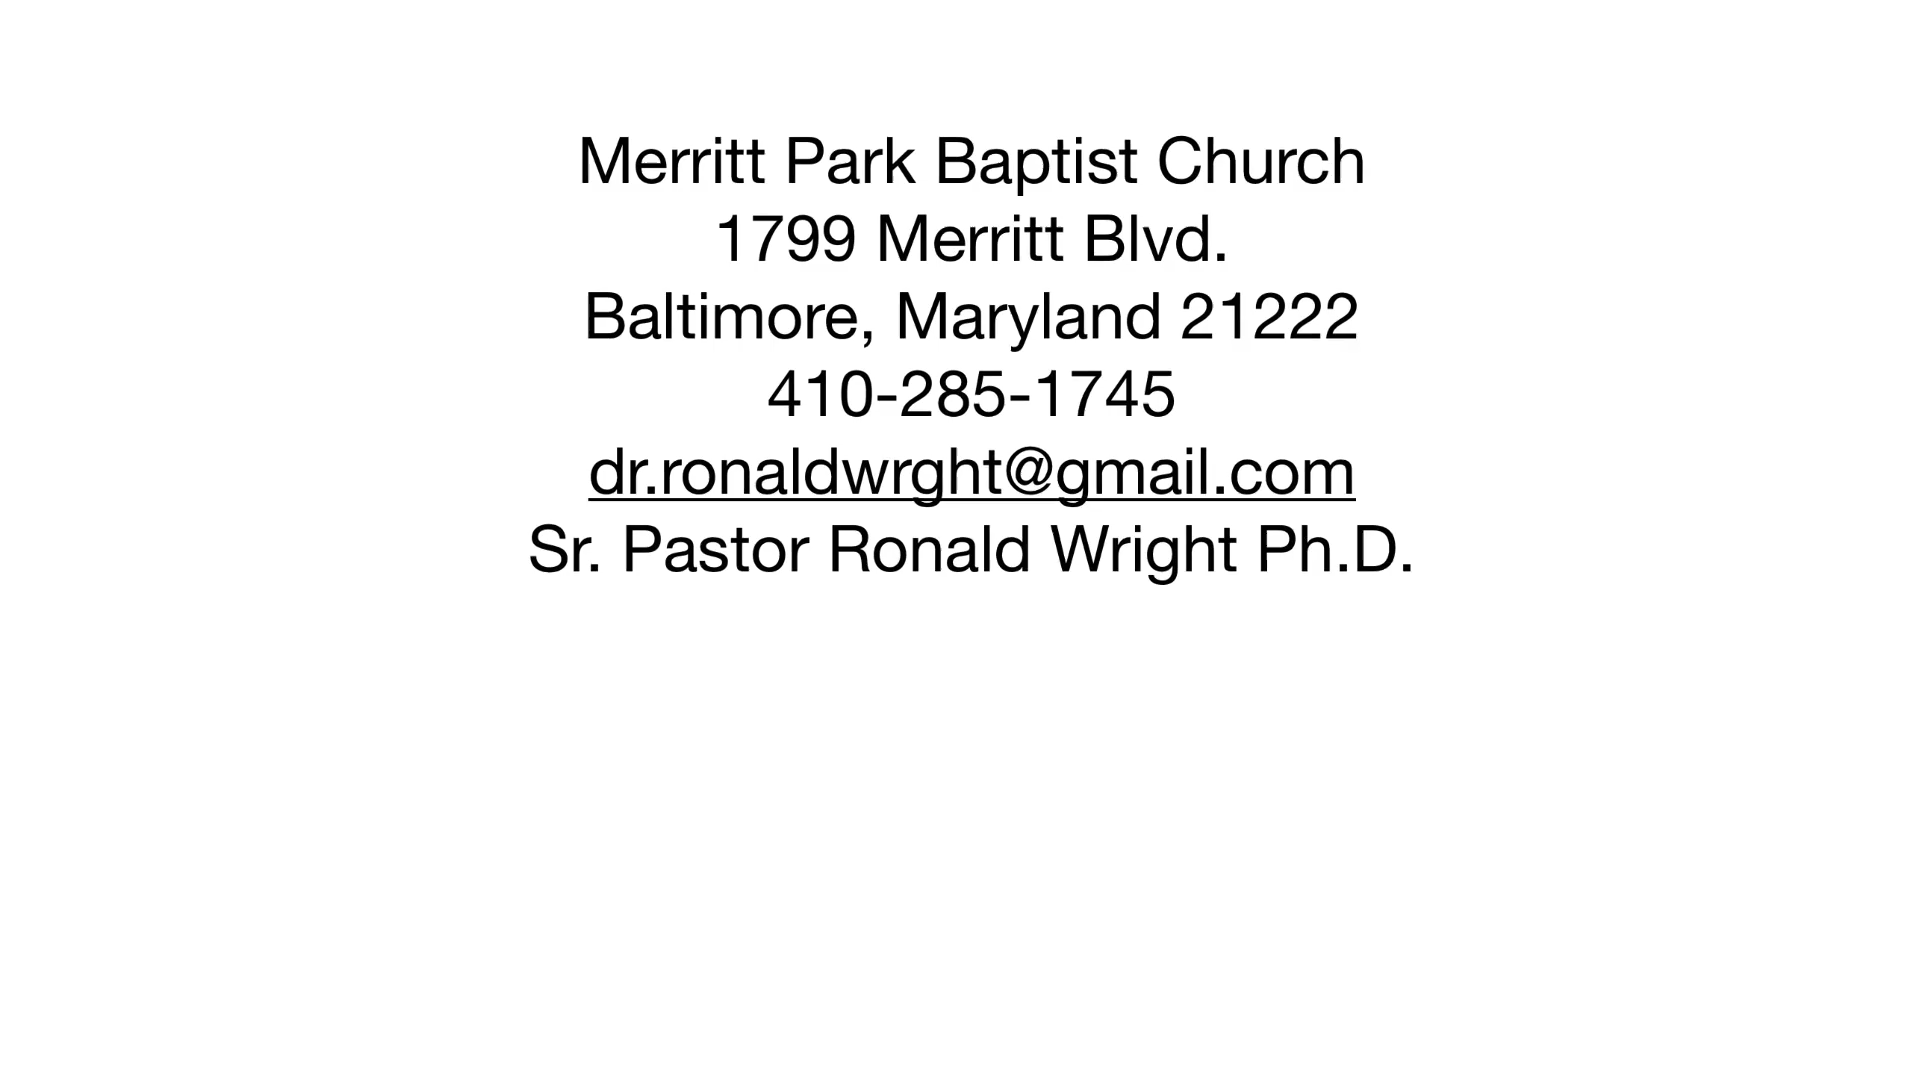 Merritt Park Baptist Church
1799 Merritt Blvd.
Baltimore, Maryland 21222
410-285-1745
dr.ronaldwrght@gmail.com
Sr. Pastor Ronald Wright Ph.D.